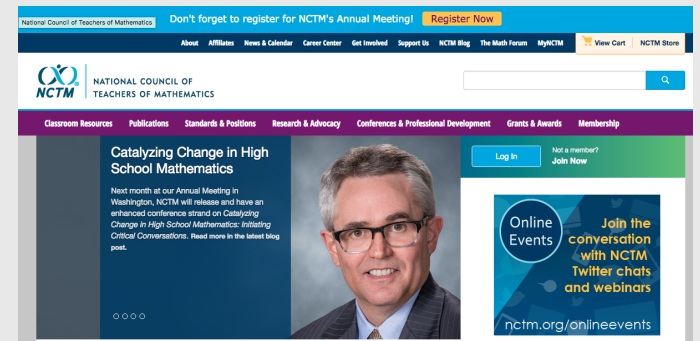 National Council of Teachers of Mathematics
Don't forget to register for NCTM's Annual Meeting! Register Now
About Affiliates News & Calendar Career Center Get Involved Support Us NCTM Blog The Math Forum MyNCTM View Cart NCTM Store
NCTM
NATIONAL COUNCIL OF
TEACHERS OF MATHEMATICS
Classroom Resources Publications Standards & Positions Research & Advocacy Conferences & Professional Development Grants & Awards Membership
Catalyzing Change in High
School Mathematics
Next month at our Annual Meeting in
Washington, NCTM will release and have an
enhanced conference strand on Catalyzing
Change in High School Mathematics: Initiating
Critical Conversations. Read more in the latest blog
post.
Log In
Not a
member?
Join
Now
Online
Events
Join the
conversation
with NCTM
Twitter chats
and webinars
nctm.org/onlineevents